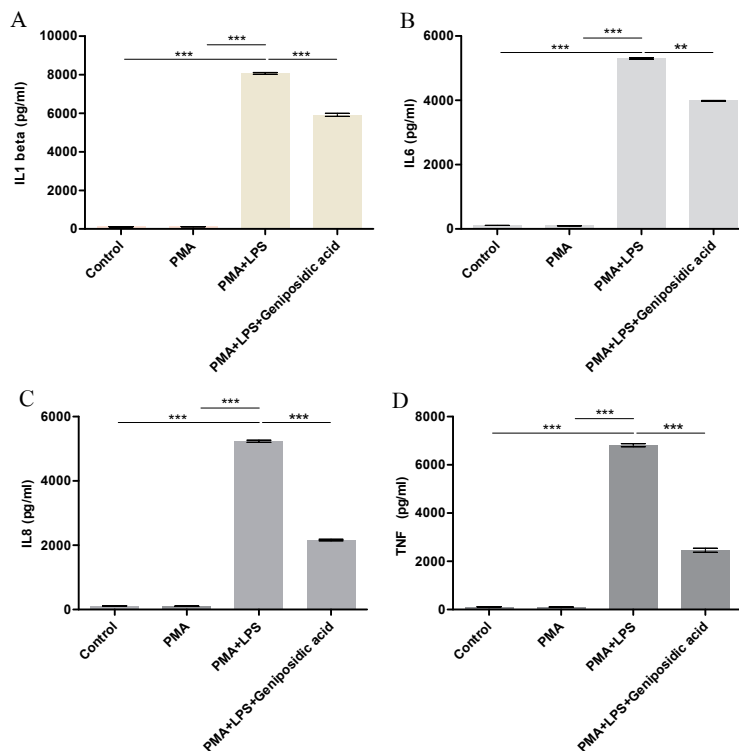 A
IL1 beta (pg/ml)
10000
8000
6000
4000
2000
0
***
***
***
Control
PMA
PMA+LPS
PMA+LPS+Geniposidic acid
B
IL6 (pg/ml)
6000
4000
2000
0
***
***
**
Control
PMA
PMA+LPS
PMA+LPS+Geniposidic acid
C
IL8 (pg/ml)
6000
4000
2000
0
***
***
***
Control
PMA
PMA+LPS
PMA+LPS+Geniposidic acid
D
TNF (pg/ml)
8000
6000
4000
2000
0
***
***
***
Control
PMA
PMA+LPS
PMA+LPS+Geniposidic acid